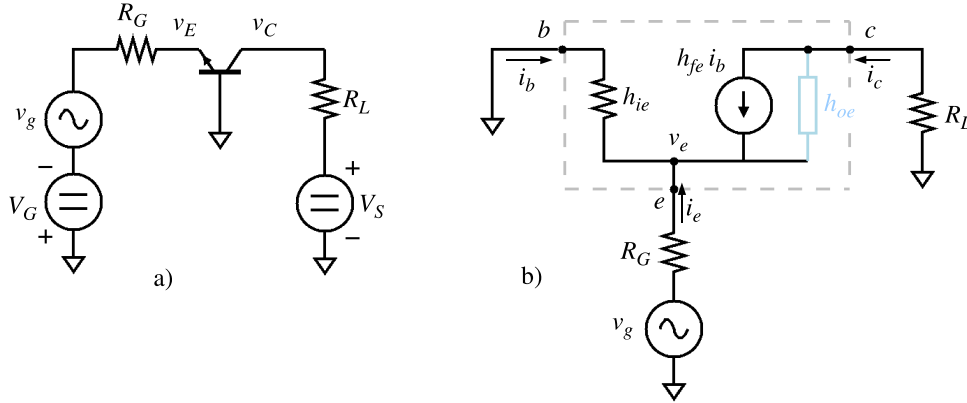 R_G v_E v_C
v_g
R_L
−
V_G
+
+
V_S
−
a)
b c
i_b i_c
h_ie
h_fe i_b
h_oe
R_L
v_e
e i_e
R_G
v_g
b)